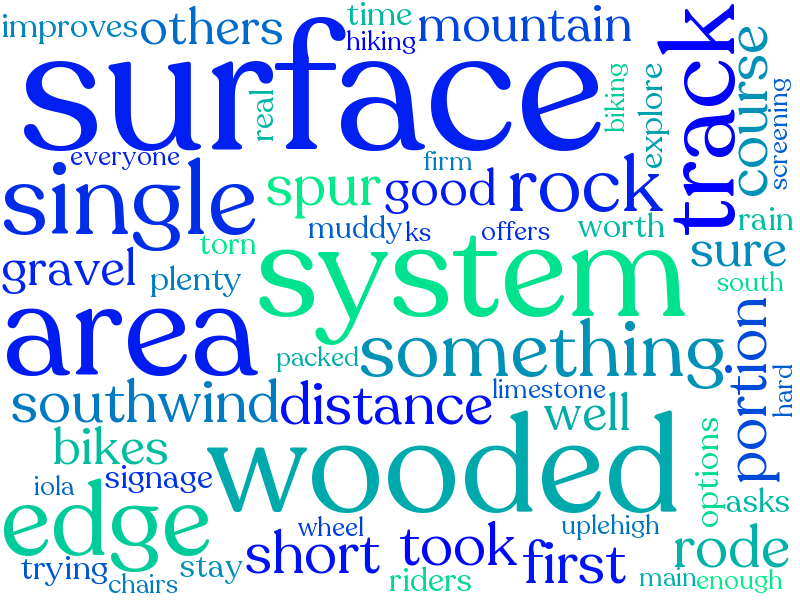 improves others time hiking mountain track course
surface real biking explore screening
everyone firm
single spur good rock
torn muddy ks offers worth rain
gravel plenty system sure south
area packed something portion hard
southwind distance limestone well
bikes signage wooded options
iola edge wheel uplehigh asks
trying chairs stay short took first rode
riders main enough